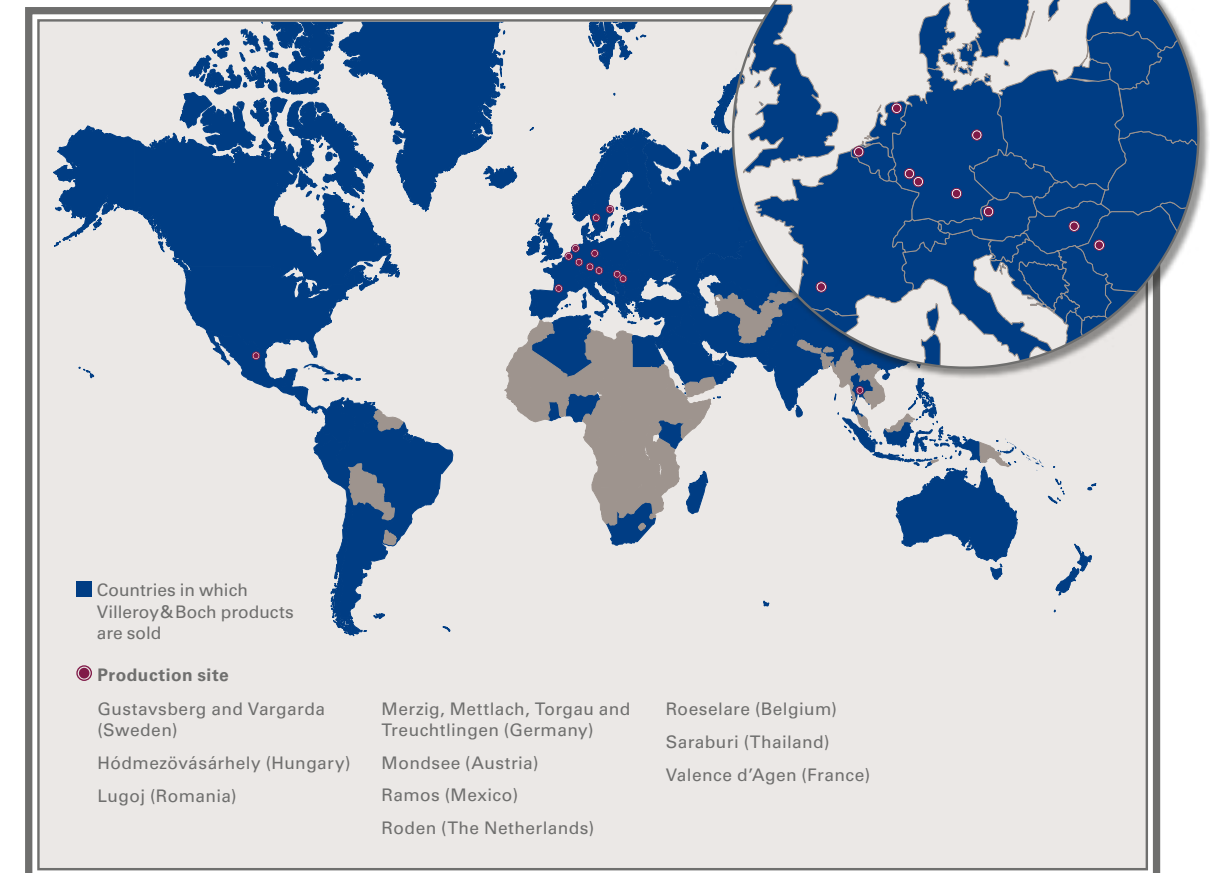 Countries in which
Villeroy & Boch products
are sold
Production site
Gustavsberg and Vargarda
(Sweden)
Hódmezövásárhely (Hungary)
Lugoj (Romania)
Merzig, Mettlach, Torgau and
Treuchtlingen (Germany)
Mondsee (Austria)
Ramos (Mexico)
Roden (The Netherlands)
Roeselare (Belgium)
Saraburi (Thailand)
Valence d’Agen (France)